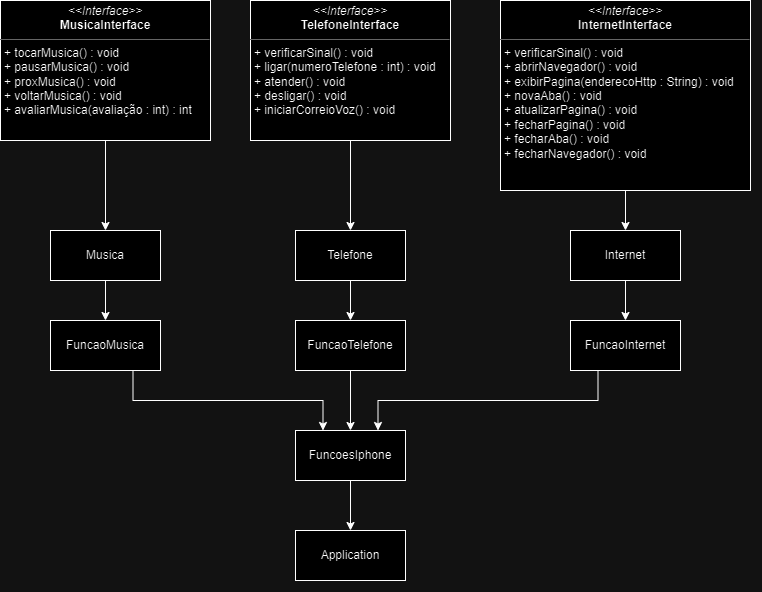 <<Interface>>
MusicaInterface
+ tocarMusica() : void
+ pausarMusica() : void
+ proxMusica() : void
+ voltarMusica() : void
+ avaliarMusica(avaliação : int) : int
<<Interface>>
TelefoneInterface
+ verificarSinal() : void
+ ligar(numeroTelefone : int) : void
+ atender() : void
+ desligar() : void
+ iniciarCorreioVoz() : void
<<Interface>>
InternetInterface
+ verificarSinal() : void
+ abrirNavegador() : void
+ exibirPagina(enderecoHttp : String) : void
+ novaAba() : void
+ atualizarPagina() : void
+ fecharPagina() : void
+ fecharAba() : void
+ fecharNavegador() : void
Musica
Telefone
Internet
FuncaoMusica
FuncaoTelefone
FuncaoInternet
FuncoesIphone
Application